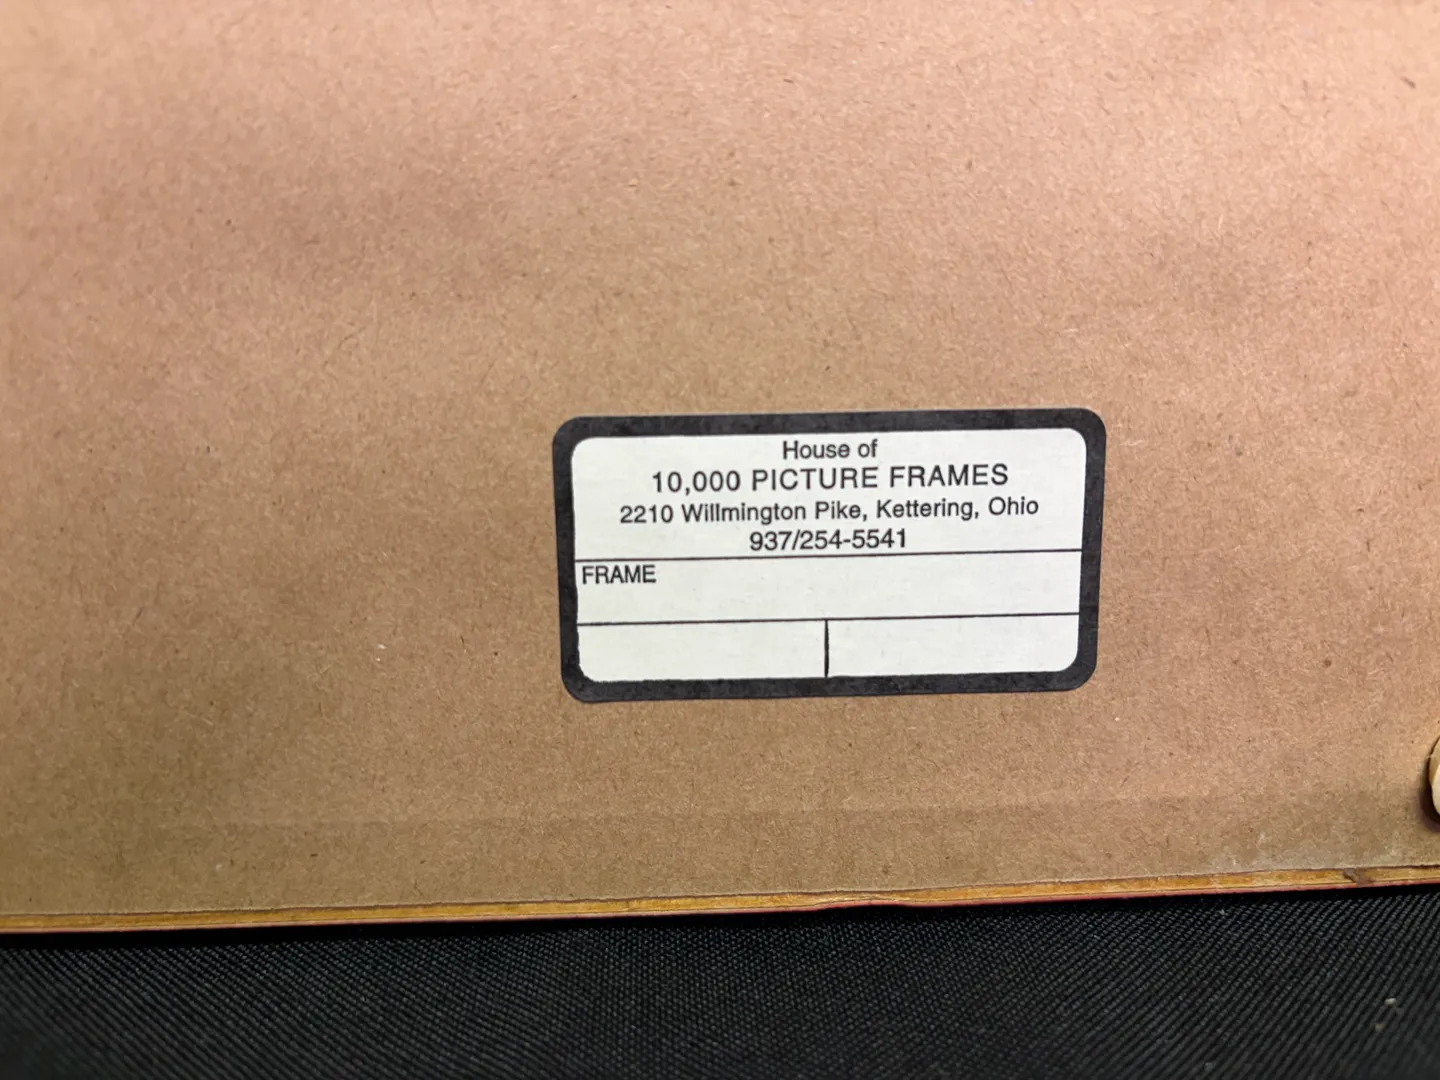 House of
10,000 PICTURE FRAMES
2210 Willmington Pike, Kettering, Ohio
937/254-5541
FRAME